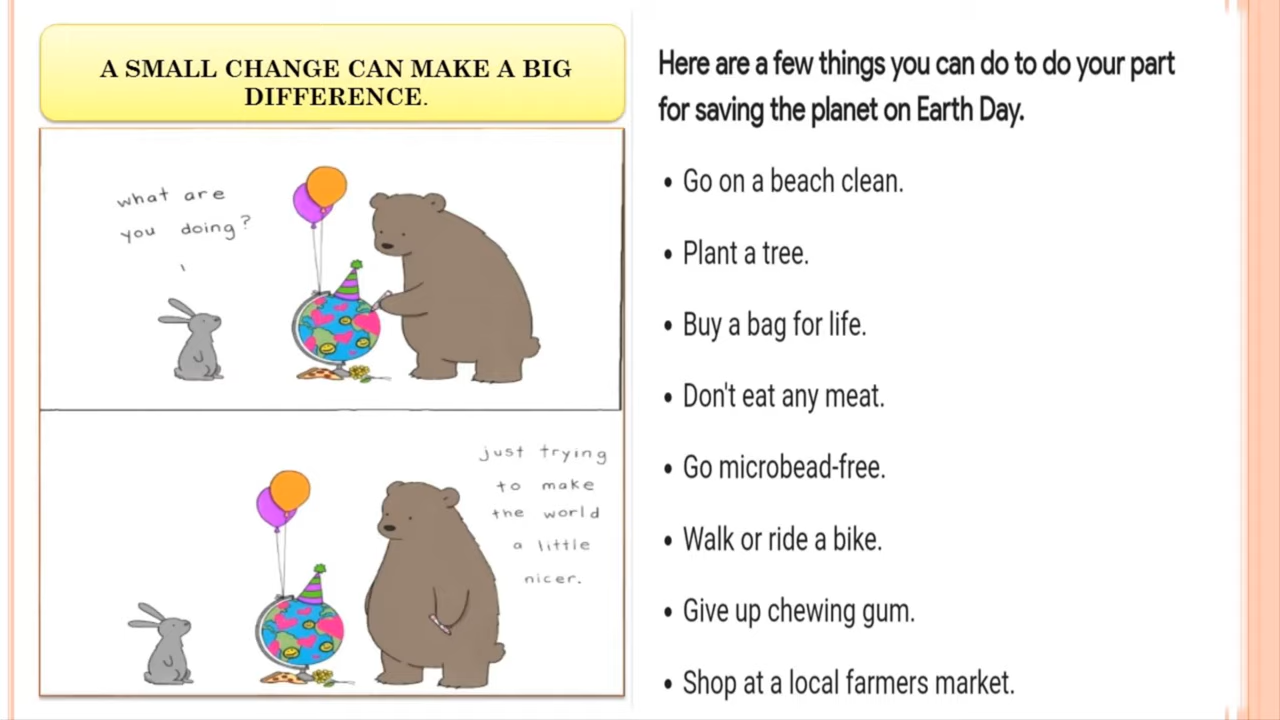 A SMALL CHANGE CAN MAKE A BIG
DIFFERENCE.
what are
you doing?
just trying
to make
the world
a little
nicer.
Here are a few things you can do to do your part
for saving the planet on Earth Day.
• Go on a beach clean.
• Plant a tree.
• Buy a bag for life.
• Don't eat any meat.
• Go microbead-free.
• Walk or ride a bike.
• Give up chewing gum.
• Shop at a local farmers market.